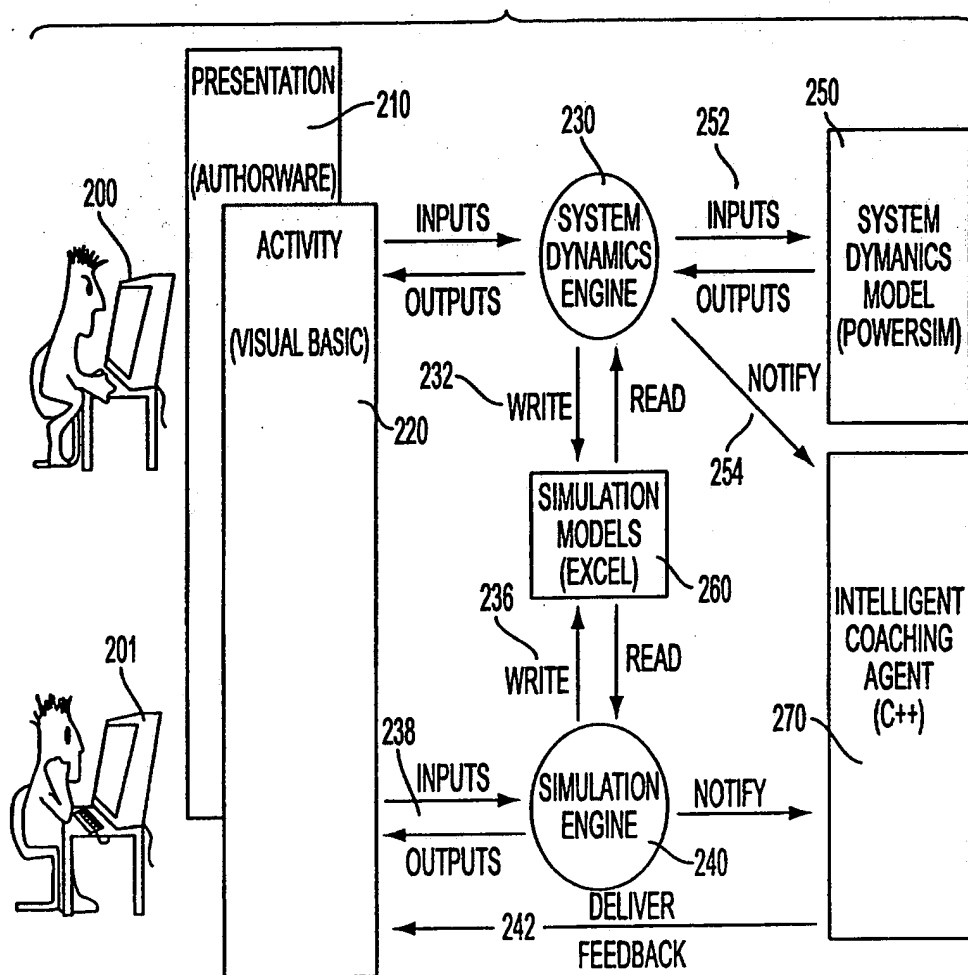 PRESENTATION
210
(AUTHORWARE)
200
ACTIVITY
(VISUAL BASIC)
220
INPUTS
OUTPUTS
230
SYSTEM
DYNAMICS
ENGINE
252
INPUTS
OUTPUTS
250
SYSTEM
DYMANICS
MODEL
(POWERSIM)
232
WRITE
READ
NOTIFY
254
SIMULATION
MODELS
(EXCEL)
260
236
WRITE
READ
INTELLIGENT
COACHING
AGENT
(C++)
270
201
238
INPUTS
OUTPUTS
SIMULATION
ENGINE
240
NOTIFY
242
DELIVER
FEEDBACK